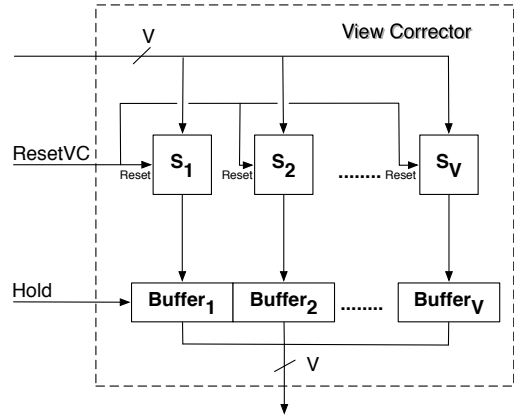 V
View Corrector
ResetVC
Reset
S1
Reset
S2
........
Reset
SV
Hold
Buffer1
Buffer2
........
BufferV
V